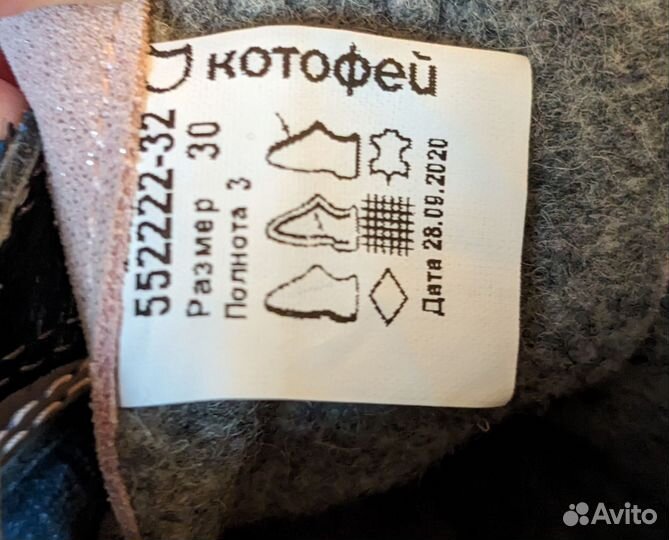 котофей
552222-32
Размер 30
Полнота 3
Дата 28.09.2020
Avito